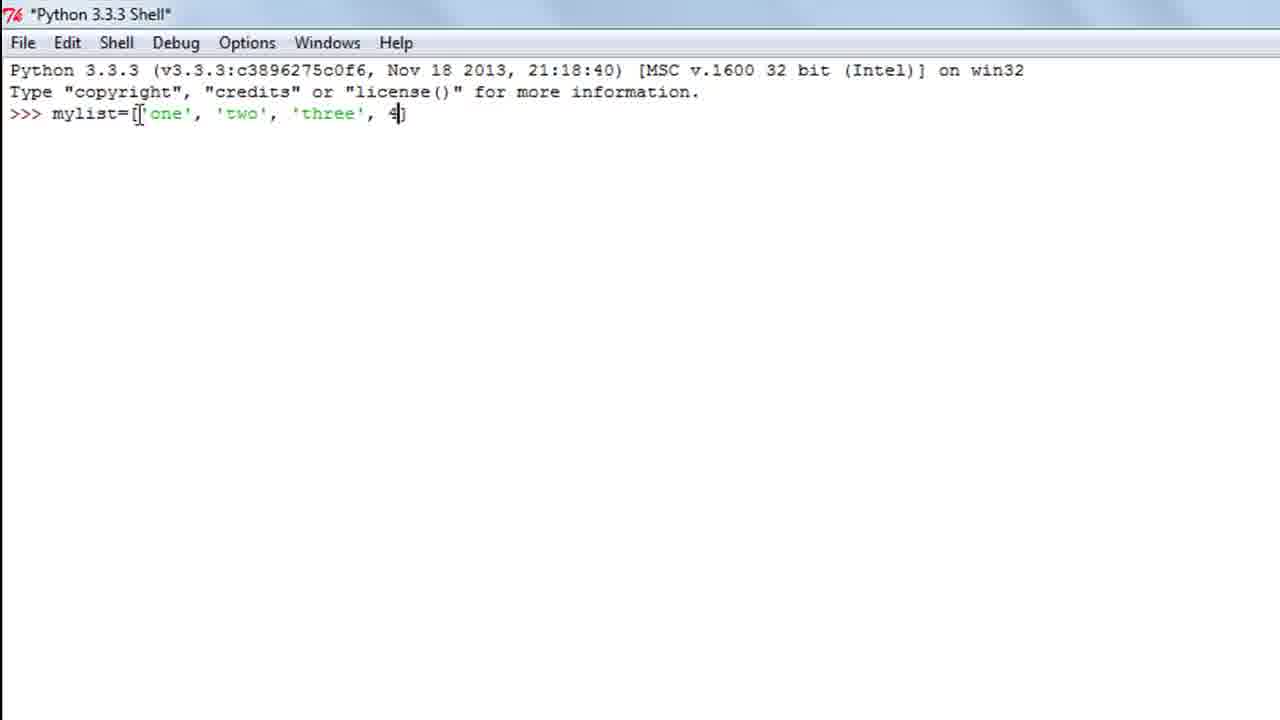 *Python 3.3.3 Shell*
File Edit Shell Debug Options Windows Help
Python 3.3.3 (v3.3.3:c3896275c0f6, Nov 18 2013, 21:18:40) [MSC v.1600 32 bit (Intel)] on win32
Type "copyright", "credits" or "license()" for more information.
>>> mylist=['one', 'two', 'three', 4]